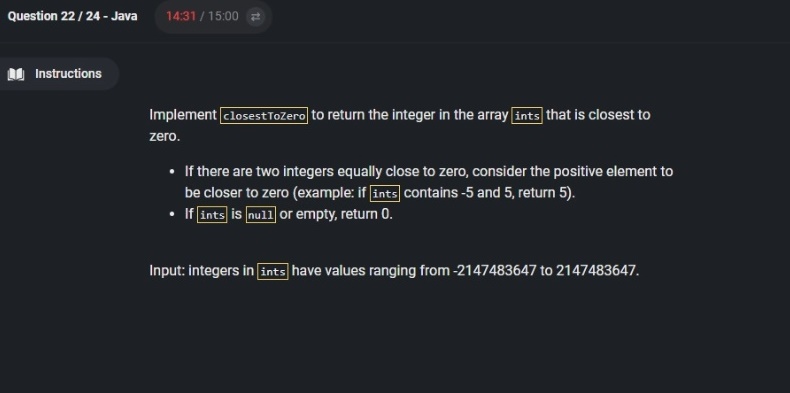 Question 22 / 24 - Java
14:31 / 15:00
Instructions
Implement closestToZero to return the integer in the array ints that is closest to
zero.
• If there are two integers equally close to zero, consider the positive element to
be closer to zero (example: if ints contains -5 and 5, return 5).
• If ints is null or empty, return 0.
Input: integers in ints have values ranging from -2147483647 to 2147483647.